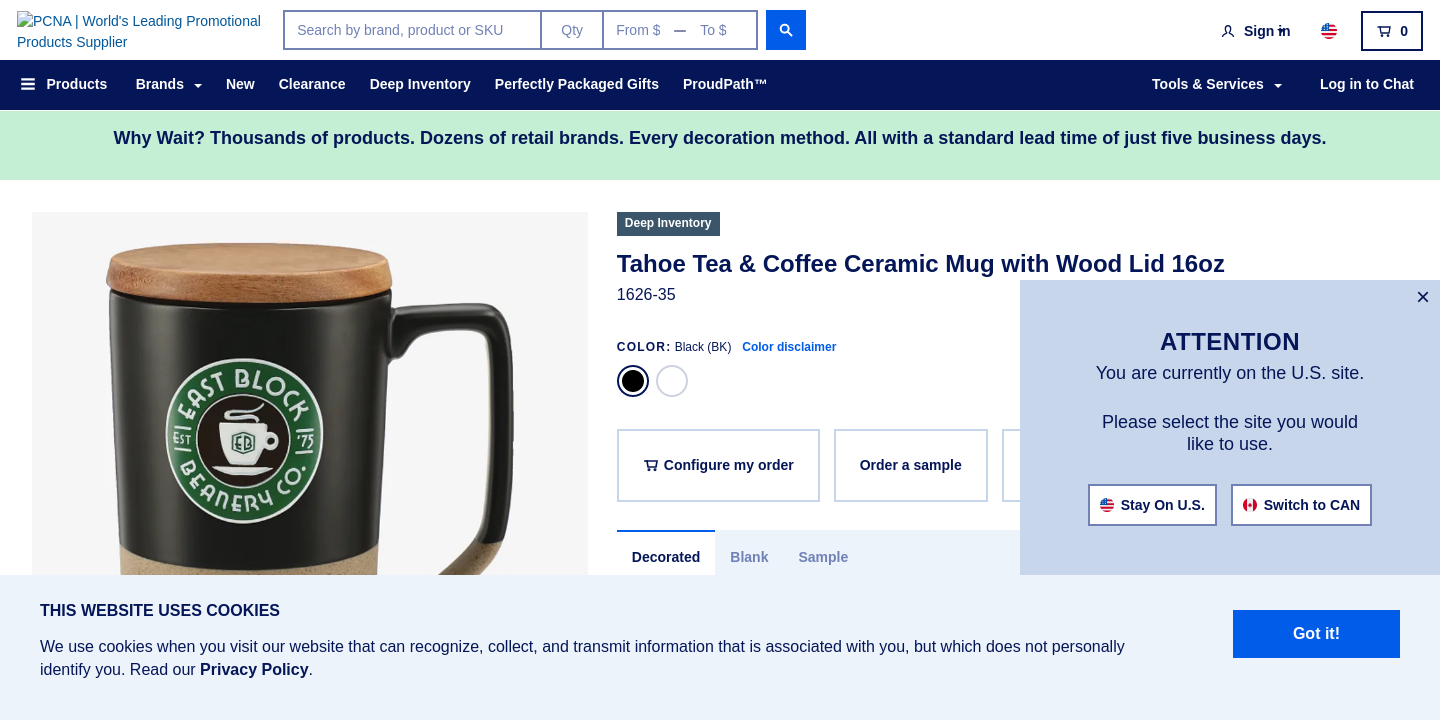 PCNA | World's Leading Promotional
Products Supplier
Search by brand, product or SKU
Qty
From $ — To $
Sign in
0
Products
Brands
New
Clearance
Deep Inventory
Perfectly Packaged Gifts
ProudPath™
Tools & Services
Log in to Chat
Why Wait? Thousands of products. Dozens of retail brands. Every decoration method. All with a standard lead time of just five business days.
EAST BLOCK
EST
'75
EB
BEANERY CO.
Deep Inventory
Tahoe Tea & Coffee Ceramic Mug with Wood Lid 16oz
1626-35
COLOR: Black (BK) Color disclaimer
Configure my order
Order a sample
Decorated
Blank
Sample
×
ATTENTION
You are currently on the U.S. site.
Please select the site you would
like to use.
Stay On U.S.
Switch to CAN
THIS WEBSITE USES COOKIES
We use cookies when you visit our website that can recognize, collect, and transmit information that is associated with you, but which does not personally
identify you. Read our Privacy Policy.
Got it!